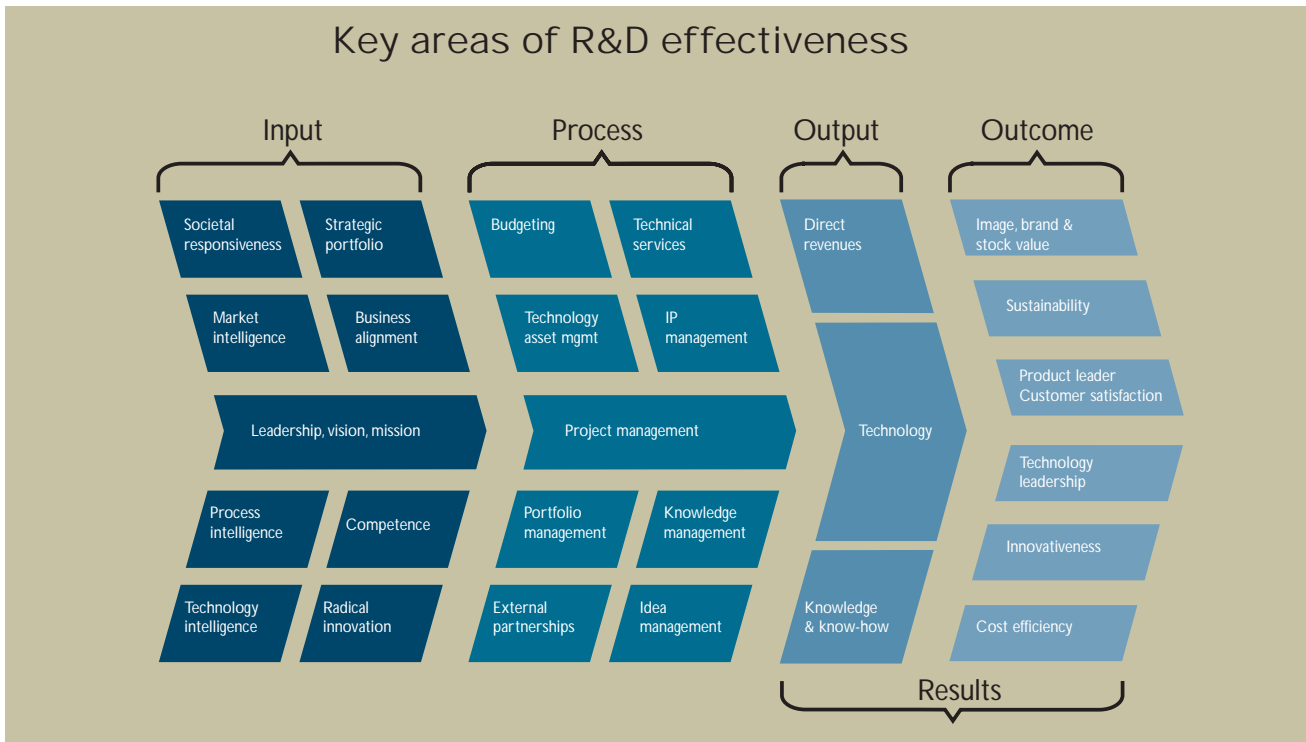 Key areas of R&D effectiveness
Input
Process
Output
Outcome
Societal
responsiveness
Strategic
portfolio
Market
intelligence
Business
alignment
Leadership, vision, mission
Process
intelligence
Competence
Technology
intelligence
Radical
innovation
Budgeting
Technical
services
Technology
asset mgmt
IP
management
Project management
Portfolio
management
Knowledge
management
External
partnerships
Idea
management
Direct
revenues
Technology
Knowledge
& know-how
Image, brand &
stock value
Sustainability
Product leader
Customer satisfaction
Technology
leadership
Innovativeness
Cost efficiency
Results